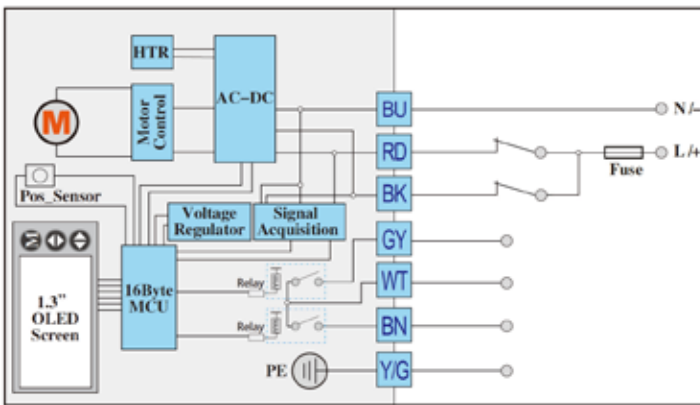 HTR
AC-DC
M
Motor
Control
BU
N/-
RD
L/+
Fuse
BK
Pos_Sensor
Voltage
Regulator
Signal
Acquisition
GY
1.3”
OLED
Screen
16Byte
MCU
Relay
WT
Relay
BN
PE
Y/G